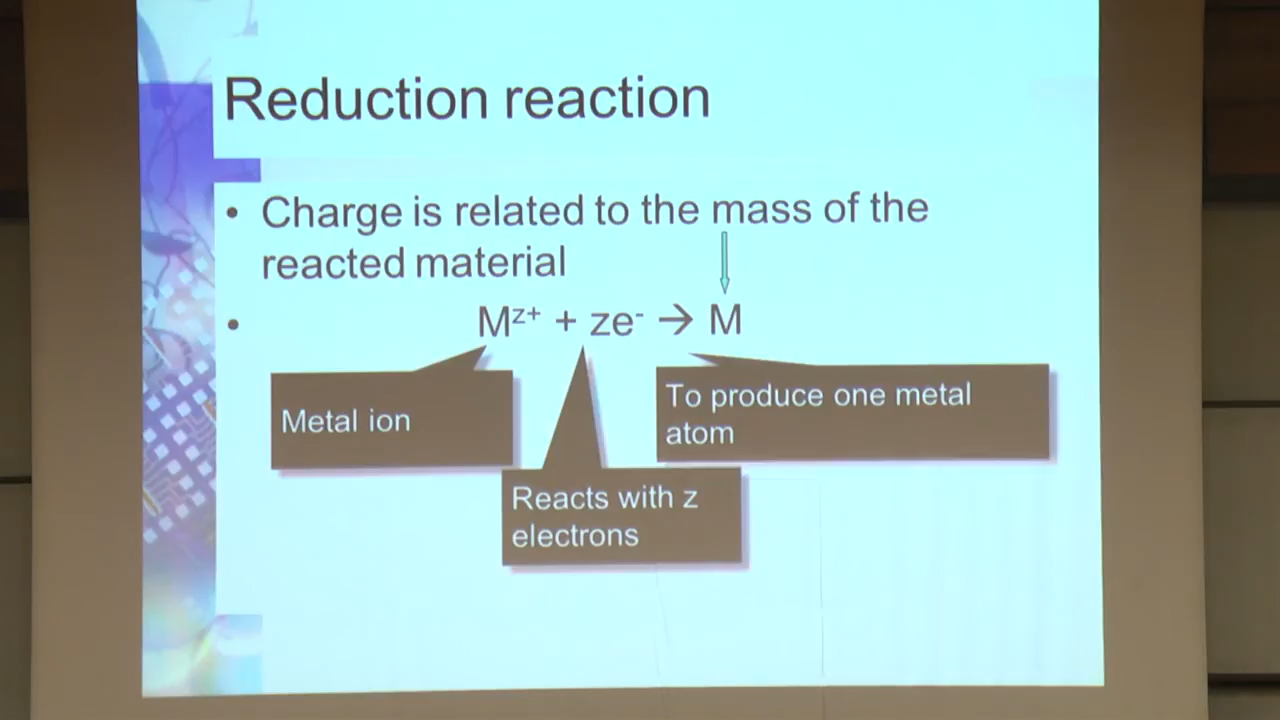 Reduction reaction
• Charge is related to the mass of the
reacted material
• Mᶻ⁺ + ze⁻ → M
Metal ion
To produce one metal
atom
Reacts with z
electrons